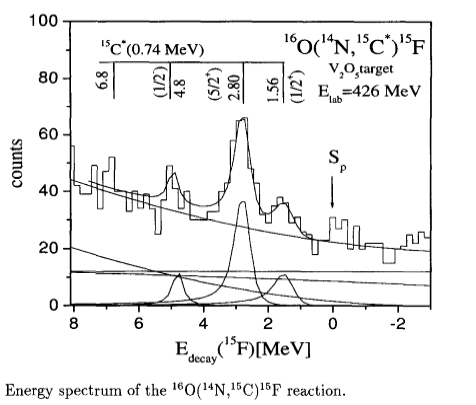 100
80
60
40
20
0
counts
¹⁵C*(0.74 MeV)
6.8
(1/2)
4.8
(5/2⁺)
2.80
1.56
(1/2⁺)
¹⁶O(¹⁴N,¹⁵C*)¹⁵F
V₂O₅target
E_lab=426 MeV
Sₚ
8 6 4 2 0 -2
E_decay(¹⁵F)[MeV]
Energy spectrum of the ¹⁶O(¹⁴N,¹⁵C)¹⁵F reaction.